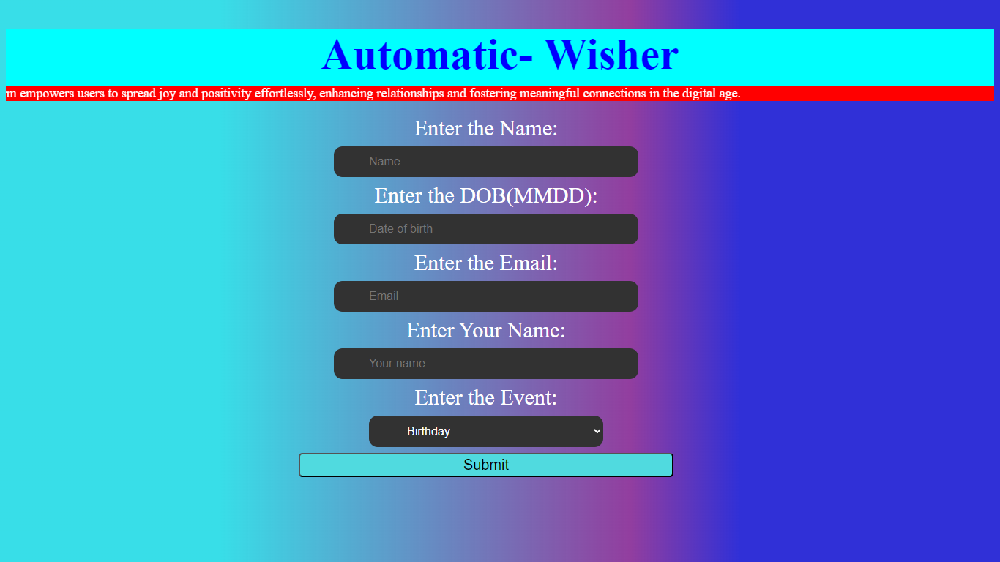 Automatic- Wisher
m empowers users to spread joy and positivity effortlessly, enhancing relationships and fostering meaningful connections in the digital age.
Enter the Name:
Name
Enter the DOB(MMDD):
Date of birth
Enter the Email:
Email
Enter Your Name:
Your name
Enter the Event:
Birthday
Submit